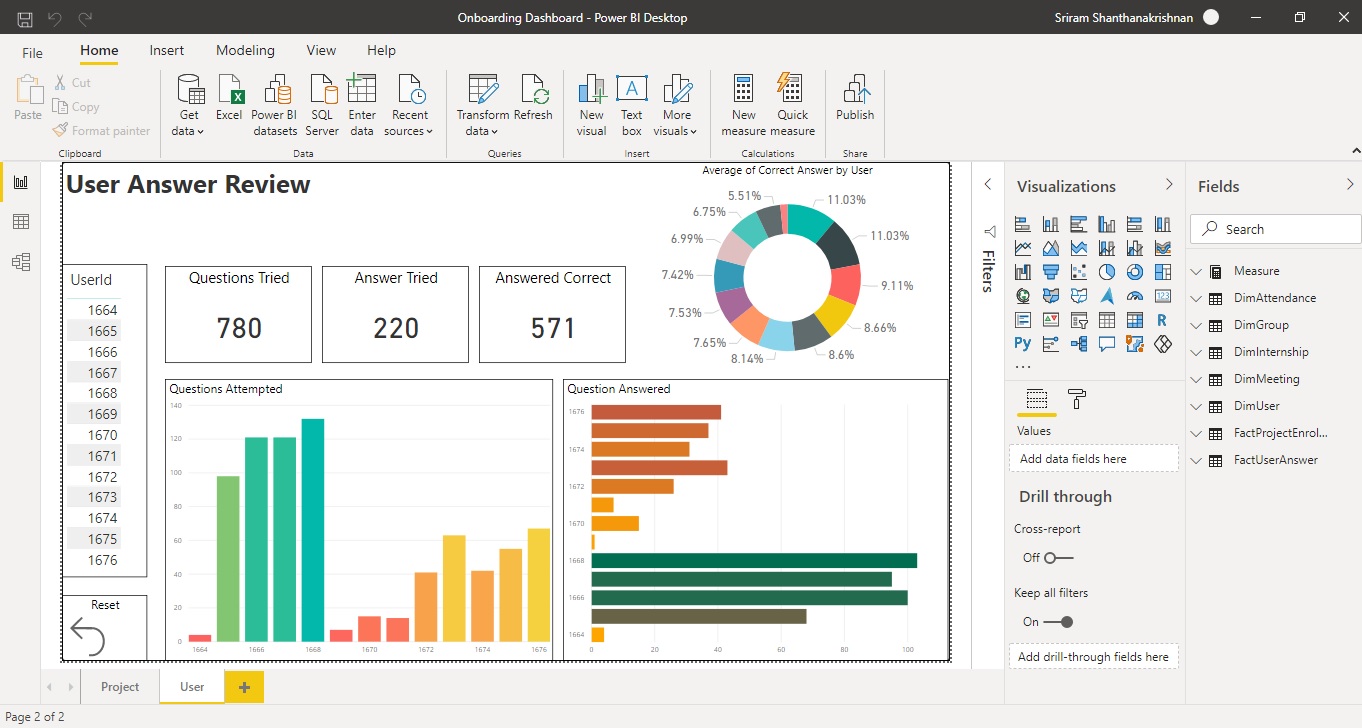 Onboarding Dashboard - Power BI Desktop
Sriram Shanthanakrishnan
File
Home
Insert
Modeling
View
Help
Paste
Cut
Copy
Format painter
Clipboard
Get
data
Excel
Power BI
datasets
SQL
Server
Enter
data
Recent
sources
Data
Transform
data
Refresh
Queries
New
visual
Text
box
More
visuals
Insert
New
measure
Quick
measure
Calculations
Publish
Share
User Answer Review
UserId
1664
1665
1666
1667
1668
1669
1670
1671
1672
1673
1674
1675
1676
Reset
Questions Tried
780
Answer Tried
220
Answered Correct
571
Average of Correct Answer by User
5.51%
11.03%
6.75%
11.03%
6.99%
7.42%
9.11%
7.53%
8.66%
7.65%
8.14%
8.6%
Questions Attempted
140
120
100
80
60
40
20
0
1664
1666
1668
1670
1672
1674
1676
Question Answered
1676
1674
1672
1670
1668
1666
1664
0
20
40
60
80
100
Filters
Visualizations
123
R
Py
...
Values
Add data fields here
Drill through
Cross-report
Off
Keep all filters
On
Add drill-through fields here
Fields
Search
Measure
DimAttendance
DimGroup
DimInternship
DimMeeting
DimUser
FactProjectEnrol...
FactUserAnswer
Project
User
+
Page 2 of 2